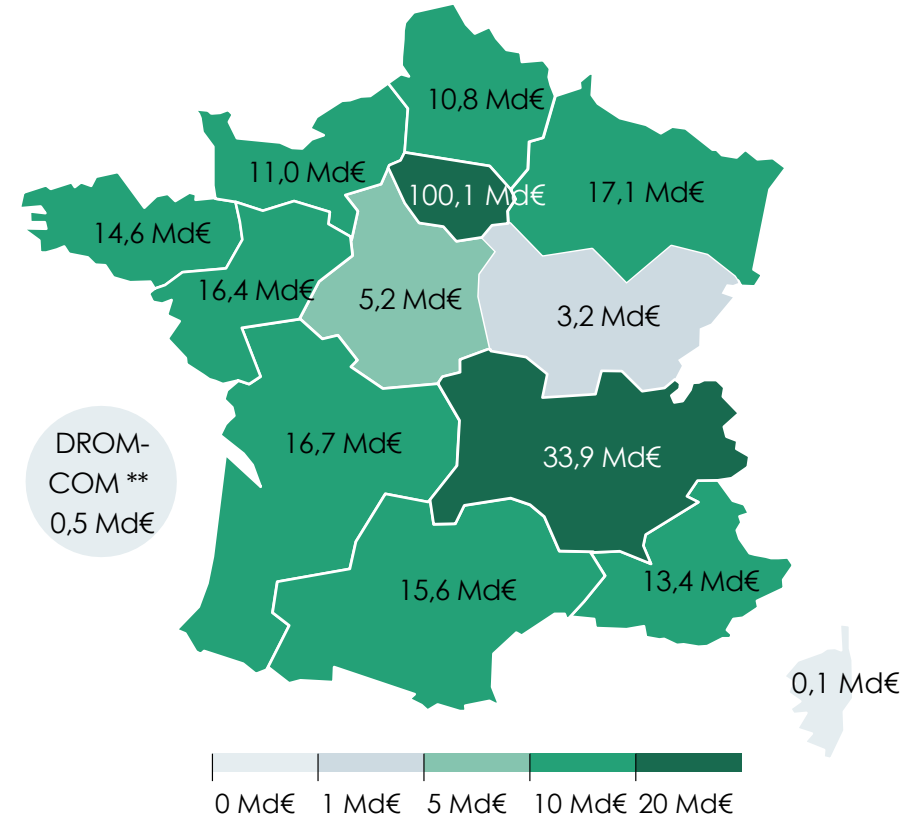 10,8 Md€
11,0 Md€
100,1 Md€
17,1 Md€
14,6 Md€
16,4 Md€
5,2 Md€
3,2 Md€
DROM-
COM **
0,5 Md€
16,7 Md€
33,9 Md€
15,6 Md€
13,4 Md€
0,1 Md€
0 Md€ 1 Md€ 5 Md€ 10 Md€ 20 Md€